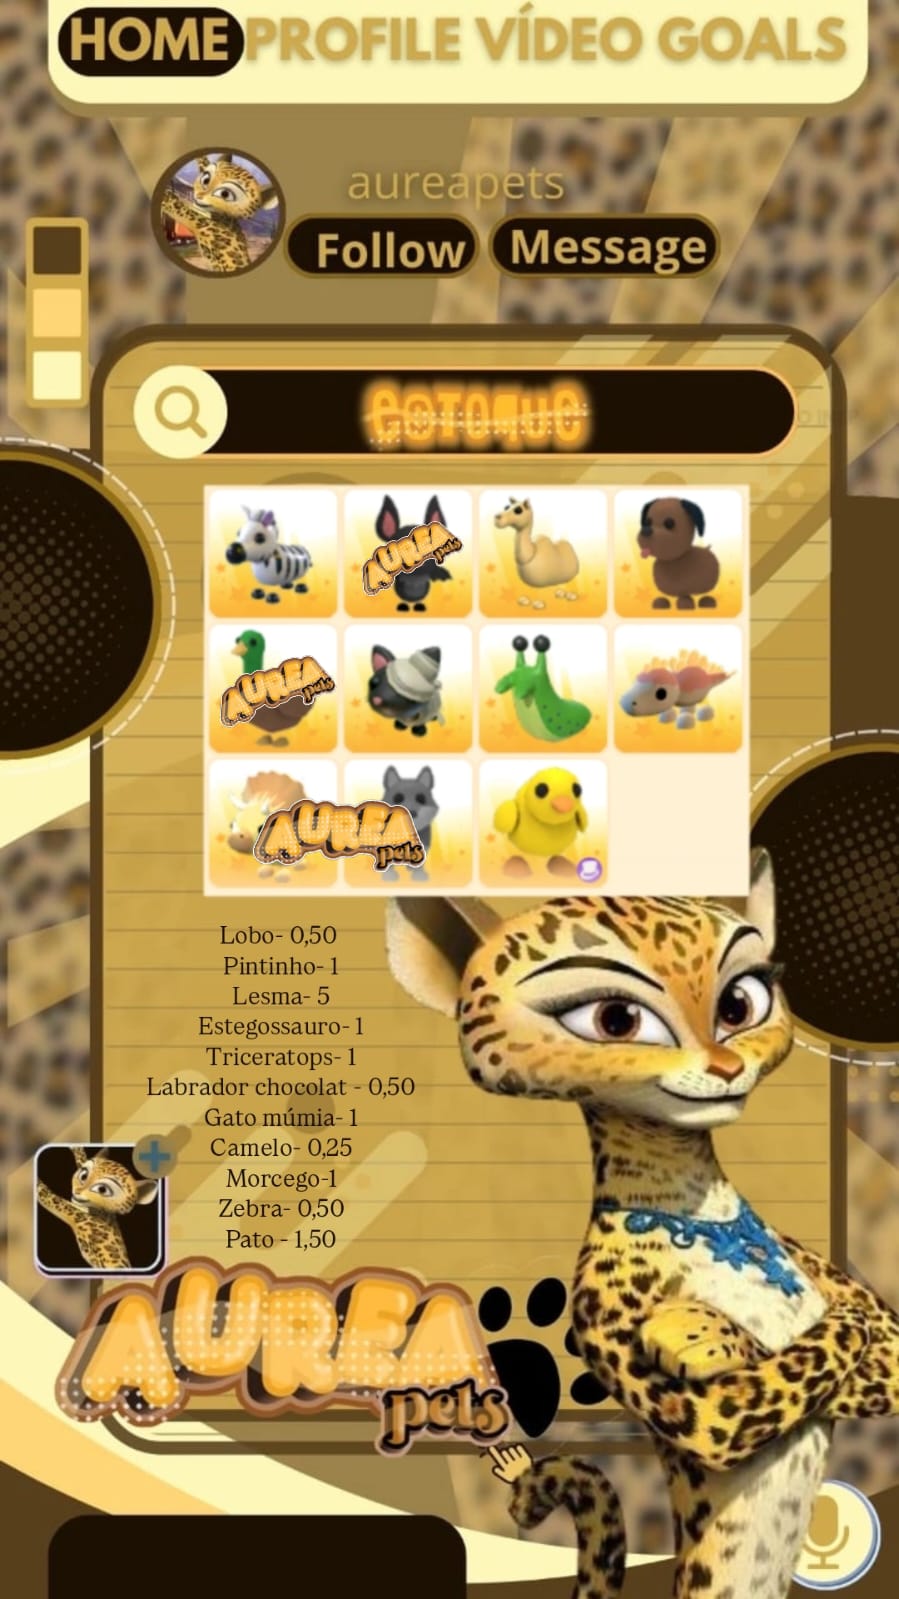 HOME PROFILE VÍDEO GOALS
aureapets
Follow Message
estoque
AUREA
pets
AUREA
pets
AUREA
pets
Lobo- 0,50
Pintinho- 1
Lesma- 5
Estegossauro- 1
Triceratops- 1
Labrador chocolat - 0,50
Gato múmia- 1
Camelo- 0,25
Morcego-1
Zebra- 0,50
Pato - 1,50
AUREA
pets